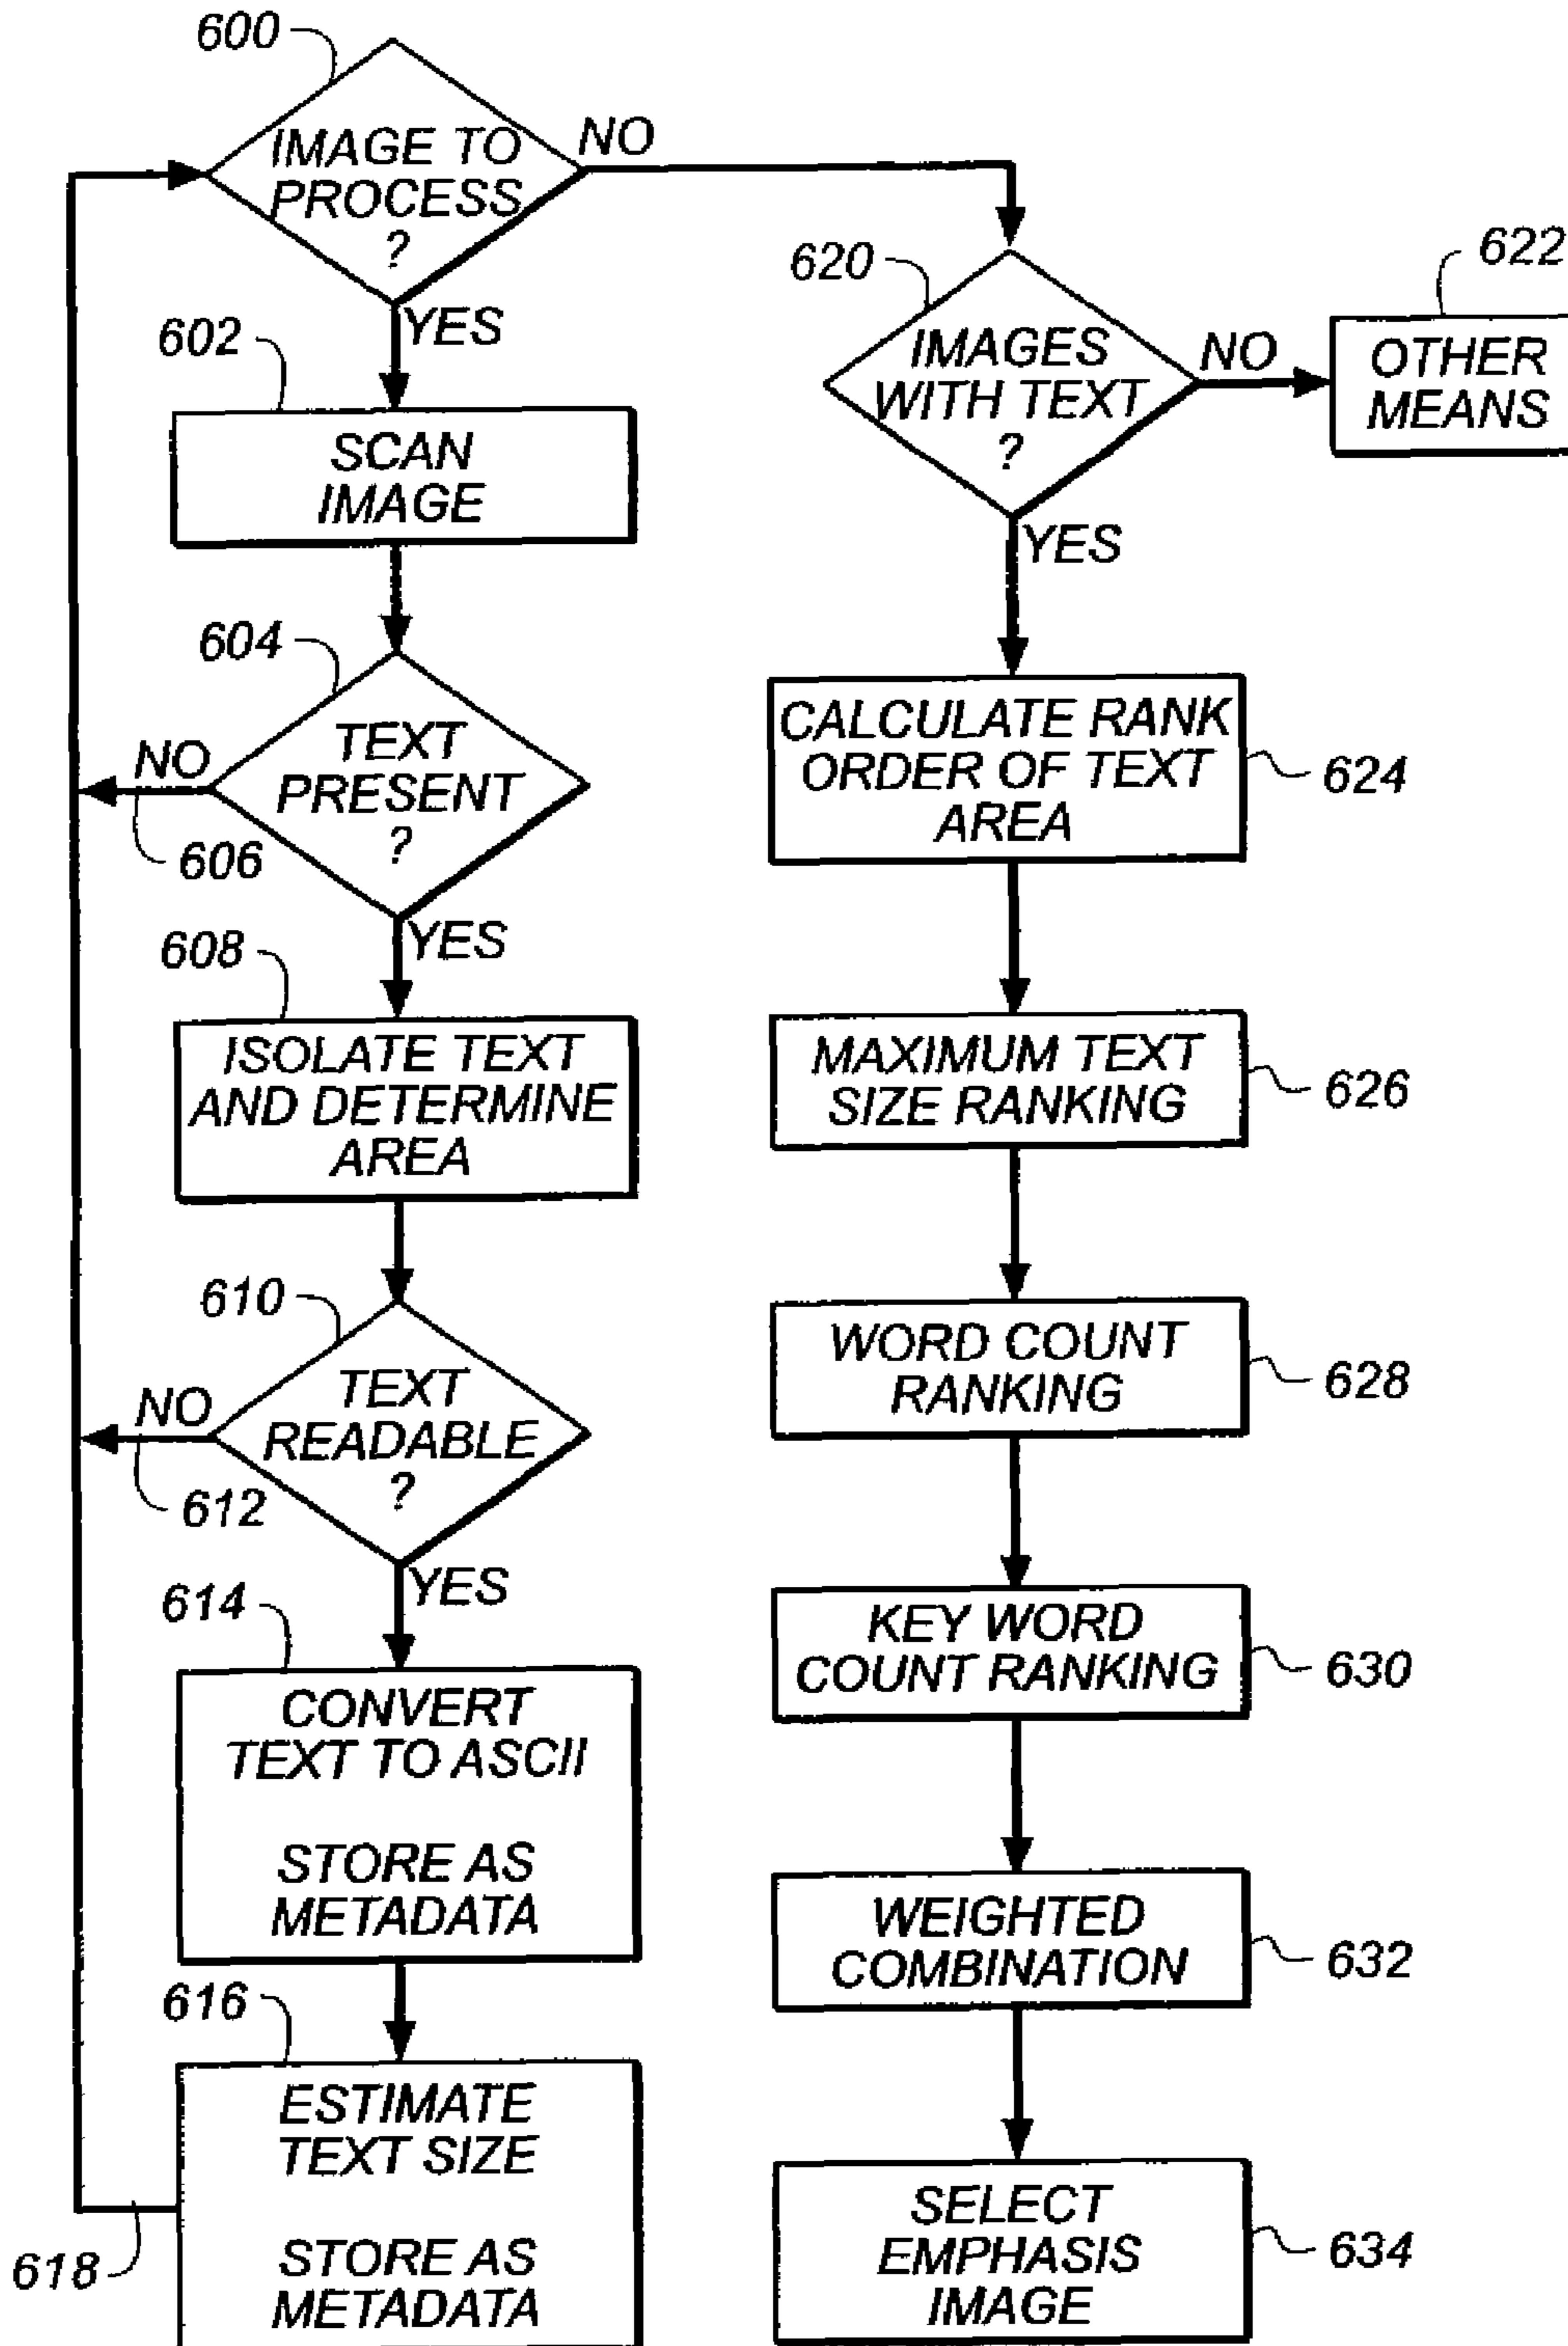 600
IMAGE TO
PROCESS
?
NO
YES
602
SCAN
IMAGE
604
TEXT
PRESENT
?
NO
606
YES
608
ISOLATE TEXT
AND DETERMINE
AREA
610
TEXT
READABLE
?
NO
612
YES
614
CONVERT
TEXT TO ASCII
STORE AS
METADATA
616
ESTIMATE
TEXT SIZE
STORE AS
METADATA
618
620
IMAGES
WITH TEXT
?
NO
622
OTHER
MEANS
YES
CALCULATE RANK
ORDER OF TEXT
AREA
624
MAXIMUM TEXT
SIZE RANKING
626
WORD COUNT
RANKING
628
KEY WORD
COUNT RANKING
630
WEIGHTED
COMBINATION
632
SELECT
EMPHASIS
IMAGE
634